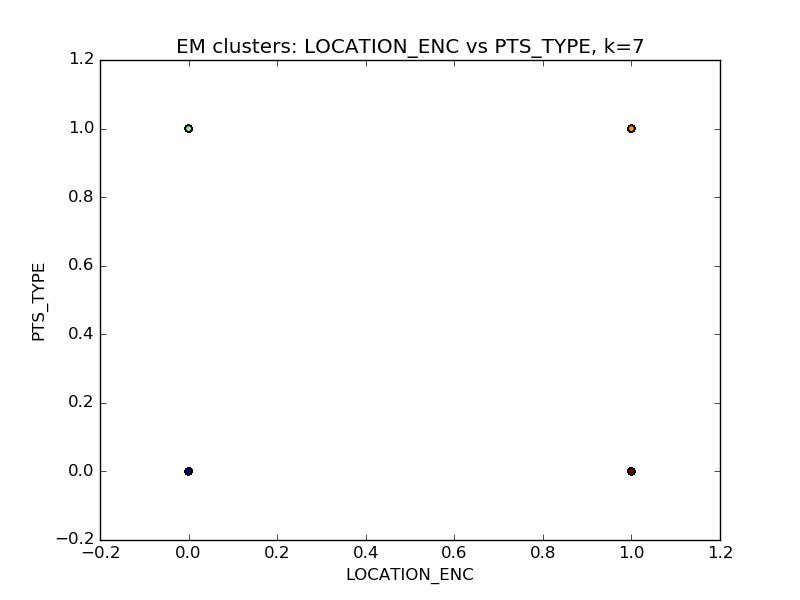 EM clusters: LOCATION_ENC vs PTS_TYPE, k=7
1.2
1.0
0.8
0.6
0.4
0.2
0.0
−0.2
PTS_TYPE
−0.2 0.0 0.2 0.4 0.6 0.8 1.0 1.2
LOCATION_ENC